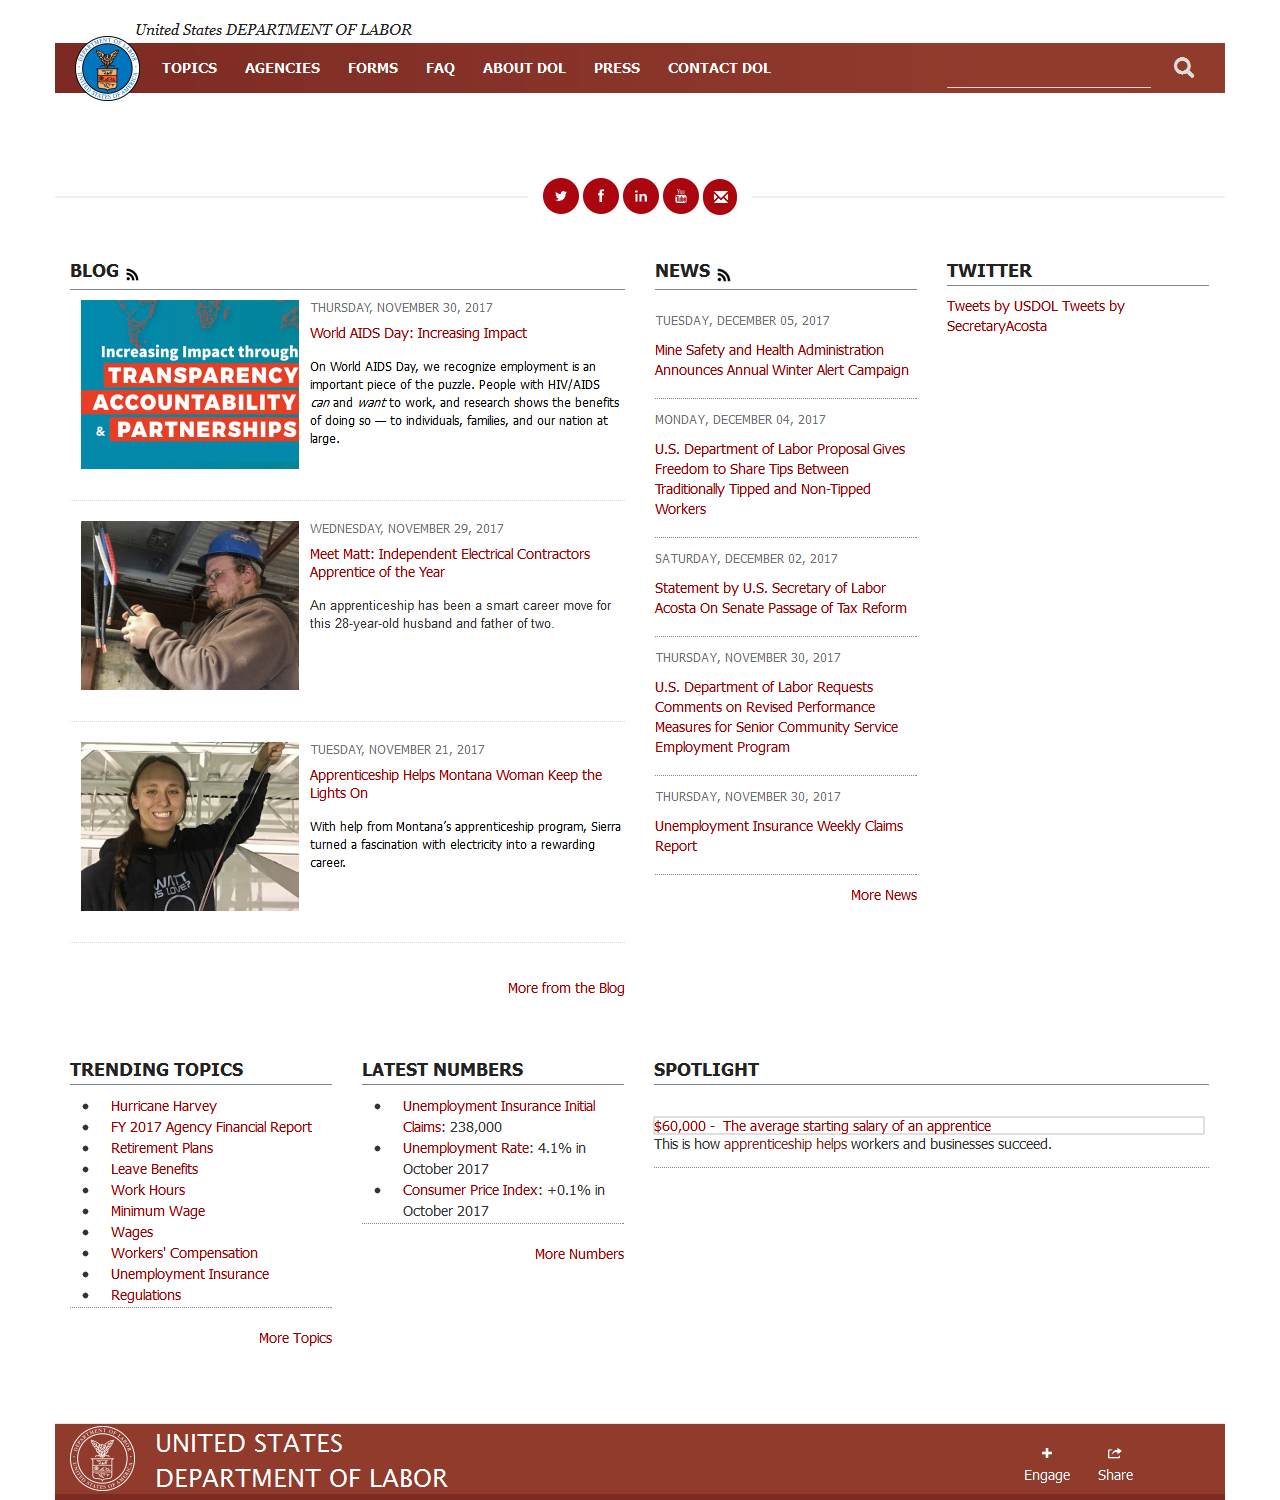 United States DEPARTMENT OF LABOR
TOPICS AGENCIES FORMS FAQ ABOUT DOL PRESS CONTACT DOL
BLOG
THURSDAY, NOVEMBER 30, 2017
World AIDS Day: Increasing Impact
On World AIDS Day, we recognize employment is an
important piece of the puzzle. People with HIV/AIDS
can and want to work, and research shows the benefits
of doing so — to individuals, families, and our nation at
large.
Increasing Impact through
TRANSPARENCY
ACCOUNTABILITY
& PARTNERSHIPS
WEDNESDAY, NOVEMBER 29, 2017
Meet Matt: Independent Electrical Contractors
Apprentice of the Year
An apprenticeship has been a smart career move for
this 28-year-old husband and father of two.
TUESDAY, NOVEMBER 21, 2017
Apprenticeship Helps Montana Woman Keep the
Lights On
With help from Montana’s apprenticeship program, Sierra
turned a fascination with electricity into a rewarding
career.
WATT
IS LOVE?
More from the Blog
NEWS
TUESDAY, DECEMBER 05, 2017
Mine Safety and Health Administration
Announces Annual Winter Alert Campaign
MONDAY, DECEMBER 04, 2017
U.S. Department of Labor Proposal Gives
Freedom to Share Tips Between
Traditionally Tipped and Non-Tipped
Workers
SATURDAY, DECEMBER 02, 2017
Statement by U.S. Secretary of Labor
Acosta On Senate Passage of Tax Reform
THURSDAY, NOVEMBER 30, 2017
U.S. Department of Labor Requests
Comments on Revised Performance
Measures for Senior Community Service
Employment Program
THURSDAY, NOVEMBER 30, 2017
Unemployment Insurance Weekly Claims
Report
More News
TWITTER
Tweets by USDOL Tweets by
SecretaryAcosta
TRENDING TOPICS
Hurricane Harvey
FY 2017 Agency Financial Report
Retirement Plans
Leave Benefits
Work Hours
Minimum Wage
Wages
Workers' Compensation
Unemployment Insurance
Regulations
More Topics
LATEST NUMBERS
Unemployment Insurance Initial
Claims: 238,000
Unemployment Rate: 4.1% in
October 2017
Consumer Price Index: +0.1% in
October 2017
More Numbers
SPOTLIGHT
$60,000 - The average starting salary of an apprentice
This is how apprenticeship helps workers and businesses succeed.
UNITED STATES
DEPARTMENT OF LABOR
Engage Share